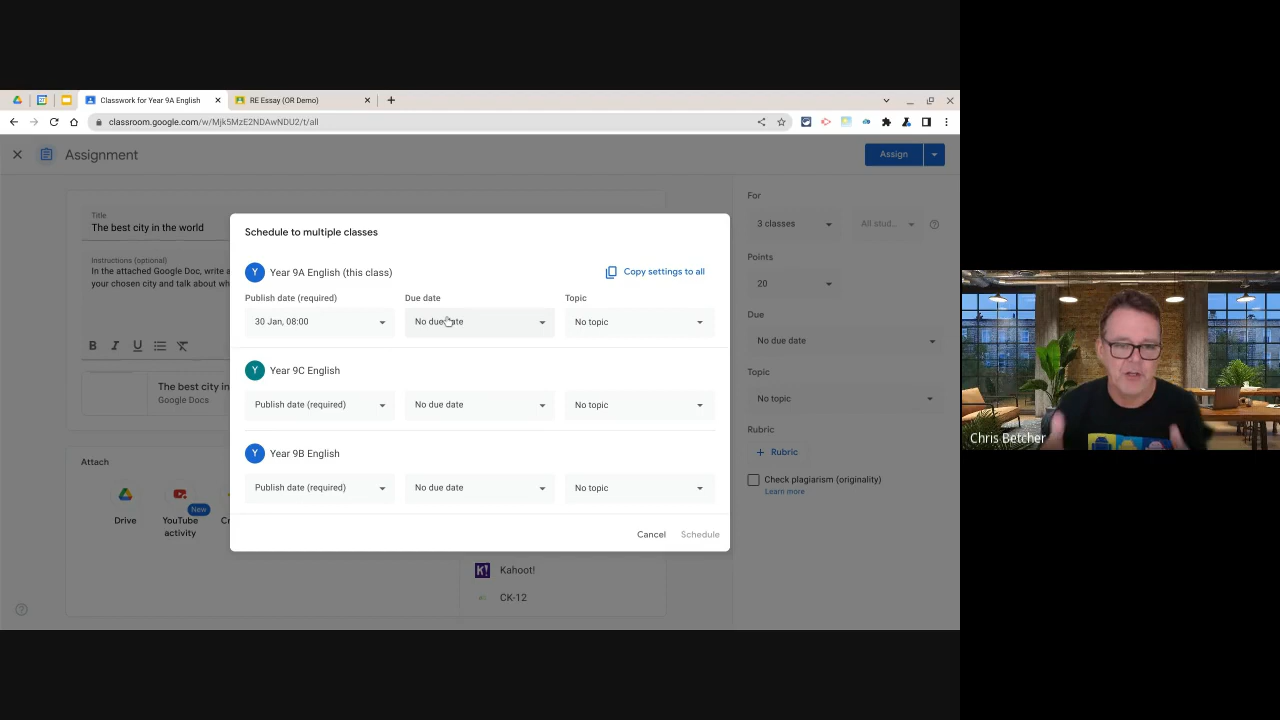 Classwork for Year 9A English
RE Essay (OR Demo)
classroom.google.com/w/Mjk5MzE2NDAwNDU2/t/all
Assignment
Assign
Title
The best city in the world
Instructions (optional)
In the attached Google Doc, write a
your chosen city and talk about wh
B I U
The best city in
Google Docs
Attach
Drive
YouTube activity
New
Kahoot!
CK-12
Schedule to multiple classes
Y Year 9A English (this class)
Copy settings to all
Publish date (required) Due date Topic
30 Jan, 08:00 No due date No topic
Y Year 9C English
Publish date (required) No due date No topic
Y Year 9B English
Publish date (required) No due date No topic
Cancel Schedule
For
3 classes All stud...
Points
20
Due
No due date
Topic
No topic
Rubric
+ Rubric
Check plagiarism (originality)
Learn more
Chris Betcher